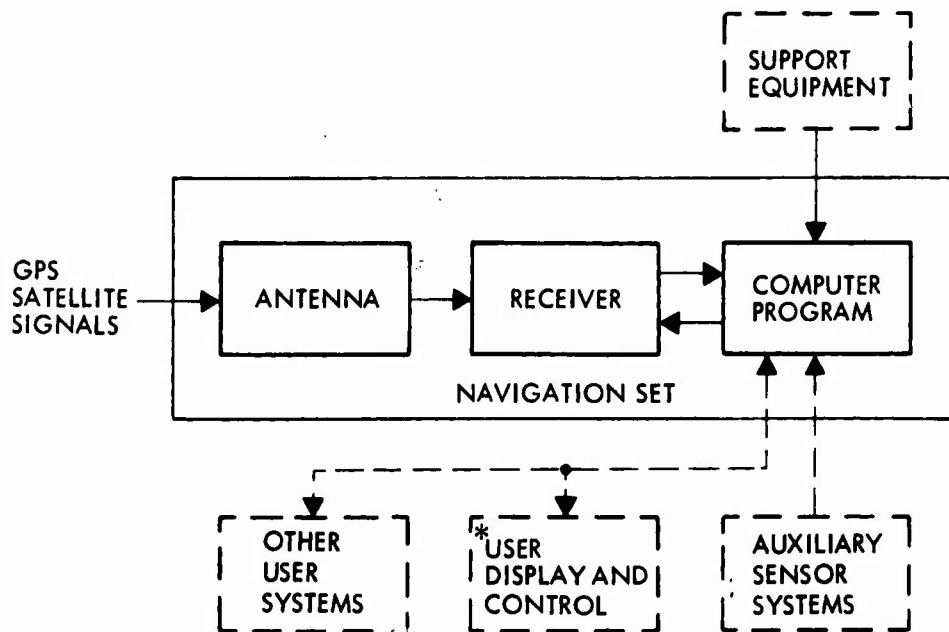 SUPPORT
EQUIPMENT
GPS
SATELLITE
SIGNALS
ANTENNA
RECEIVER
COMPUTER
PROGRAM
NAVIGATION SET
OTHER
USER
SYSTEMS
*USER
DISPLAY AND
CONTROL
AUXILIARY
SENSOR
SYSTEMS